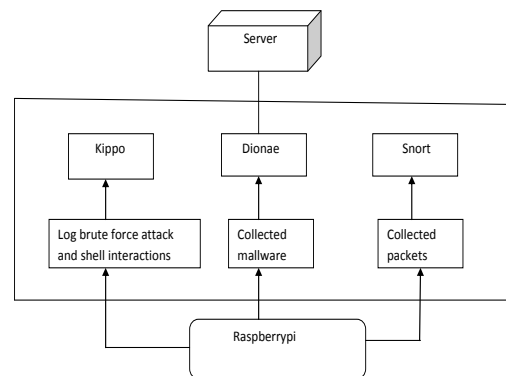 Server
Kippo
Dionae
Snort
Log brute force attack
and shell interactions
Collected
mallware
Collected
packets
Raspberrypi